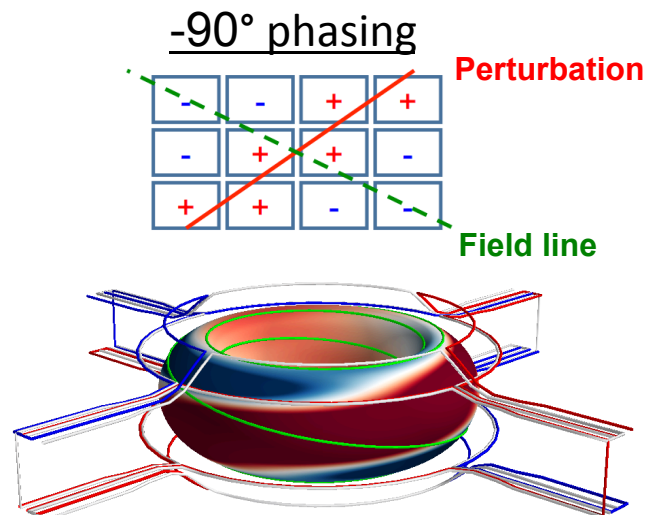 -90° phasing
Perturbation
- - + +
- + + -
+ + - -
Field line